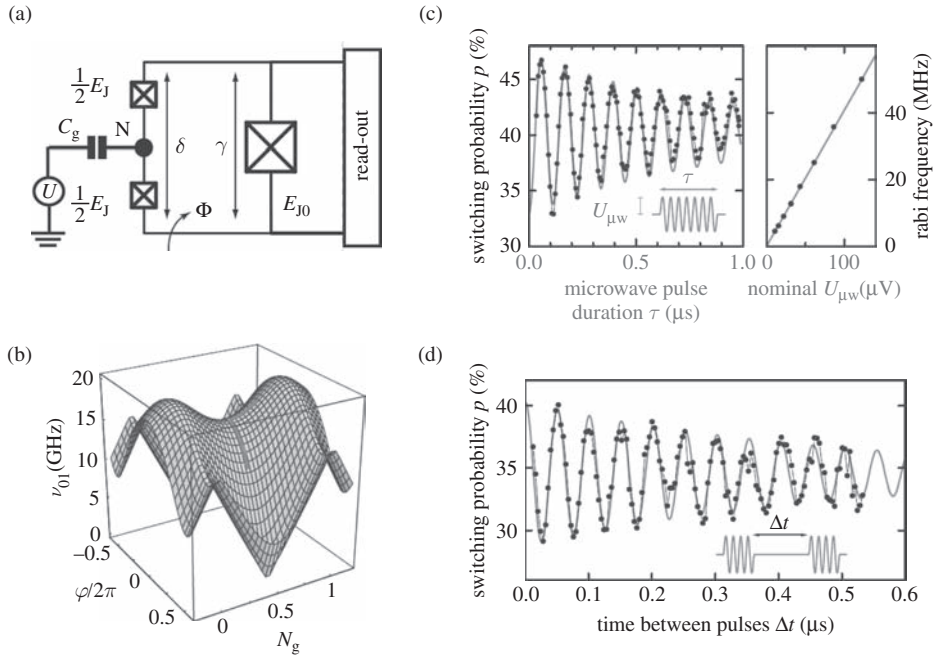 (a)
½E_J
C_g
N
U
½E_J
δ
γ
Φ
E_J0
read-out
(b)
ν_01(GHz)
20
15
10
5
0
–0.5
0
0.5
φ/2π
0
0.5
1
N_g
(c)
switching probability p (%)
45
40
35
30
0.0
0.5
1.0
microwave pulse
duration τ (μs)
τ
U_μw
rabi frequency (MHz)
40
20
0
0
100
nominal U_μw(μV)
(d)
switching probability p (%)
40
35
30
Δt
0.0 0.1 0.2 0.3 0.4 0.5 0.6
time between pulses Δt (μs)